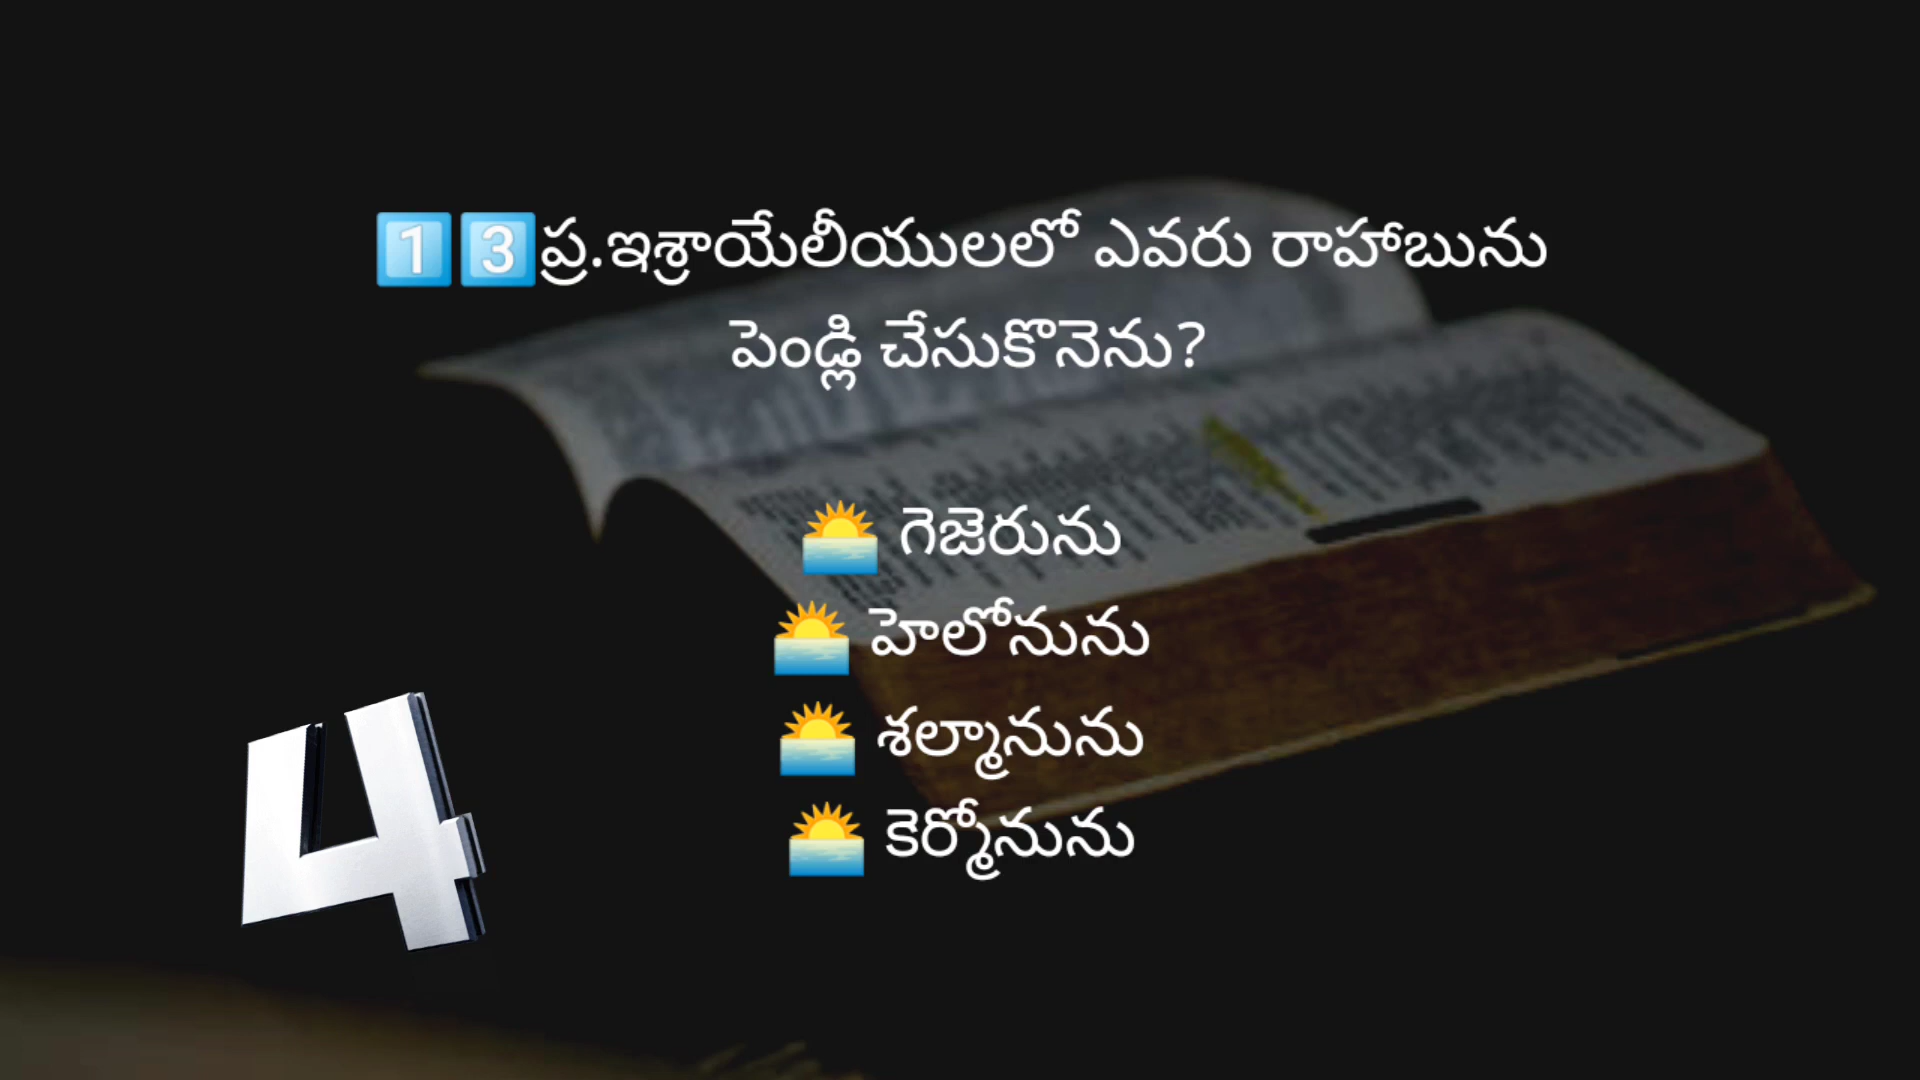 1️⃣3️⃣ప్ర.ఇశ్రాయేలీయులలో ఎవరు రాహాబును
పెండ్లి చేసుకొనెను?
🌅 గెజెరును
🌅 హెలోనును
🌅 శల్మానును
🌅 కెర్మోనును
4